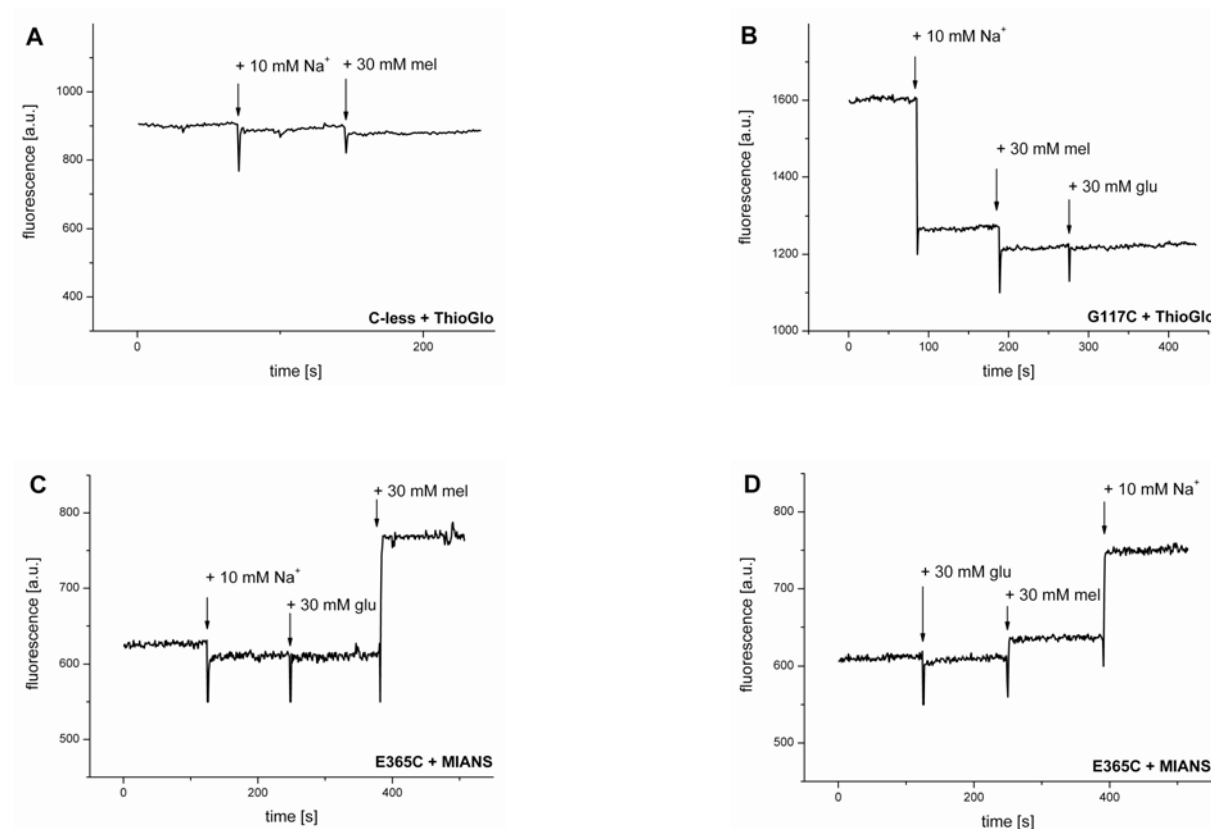 A
+ 10 mM Na⁺
+ 30 mM mel
1000
800
600
400
fluorescence [a.u.]
C-less + ThioGlo
0
200
time [s]
B
+ 10 mM Na⁺
+ 30 mM mel
+ 30 mM glu
1600
1400
1200
1000
fluorescence [a.u.]
G117C + ThioGlo
0
100
200
300
400
time [s]
C
+ 30 mM mel
+ 10 mM Na⁺
+ 30 mM glu
800
700
600
500
fluorescence [a.u.]
E365C + MIANS
0
200
400
time [s]
D
+ 10 mM Na⁺
+ 30 mM glu
+ 30 mM mel
800
700
600
500
fluorescence [a.u.]
E365C + MIANS
0
200
400
time [s]